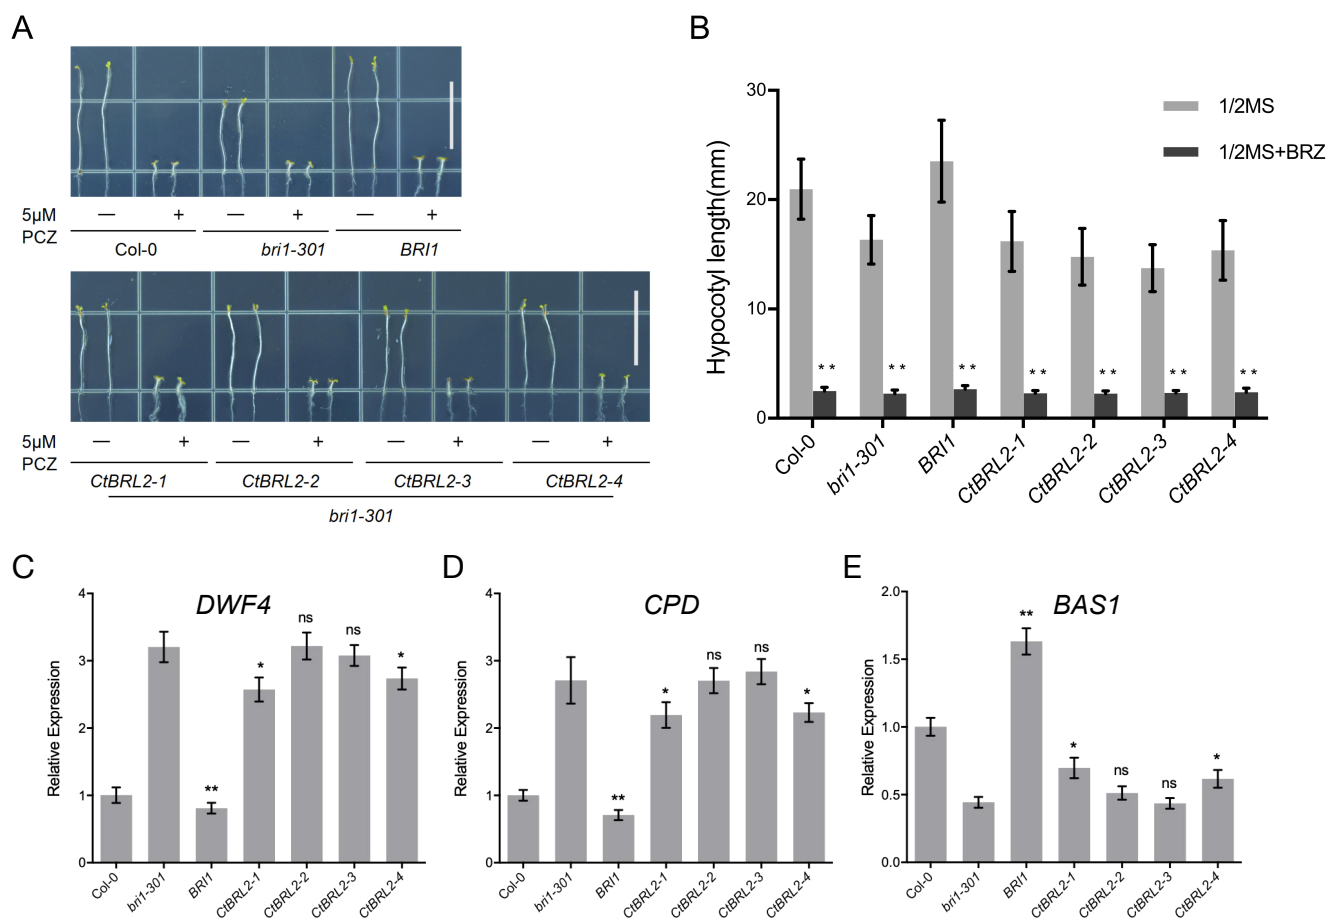 A
5μM
PCZ
— + — + — +
Col-0 bri1-301 BRI1
5μM
PCZ
— + — + — + — +
CtBRL2-1 CtBRL2-2 CtBRL2-3 CtBRL2-4
bri1-301
B
Hypocotyl length(mm)
30
20
10
0
1/2MS
1/2MS+BRZ
** ** ** ** ** ** **
Col-0 bri1-301 BRI1 CtBRL2-1 CtBRL2-2 CtBRL2-3 CtBRL2-4
C
DWF4
Relative Expression
4
3
2
1
0
** * ns ns *
Col-0 bri1-301 BRI1 CtBRL2-1 CtBRL2-2 CtBRL2-3 CtBRL2-4
D
CPD
Relative Expression
4
3
2
1
0
** * ns ns *
Col-0 bri1-301 BRI1 CtBRL2-1 CtBRL2-2 CtBRL2-3 CtBRL2-4
E
BAS1
Relative Expression
2.0
1.5
1.0
0.5
0.0
** * ns ns *
Col-0 bri1-301 BRI1 CtBRL2-1 CtBRL2-2 CtBRL2-3 CtBRL2-4